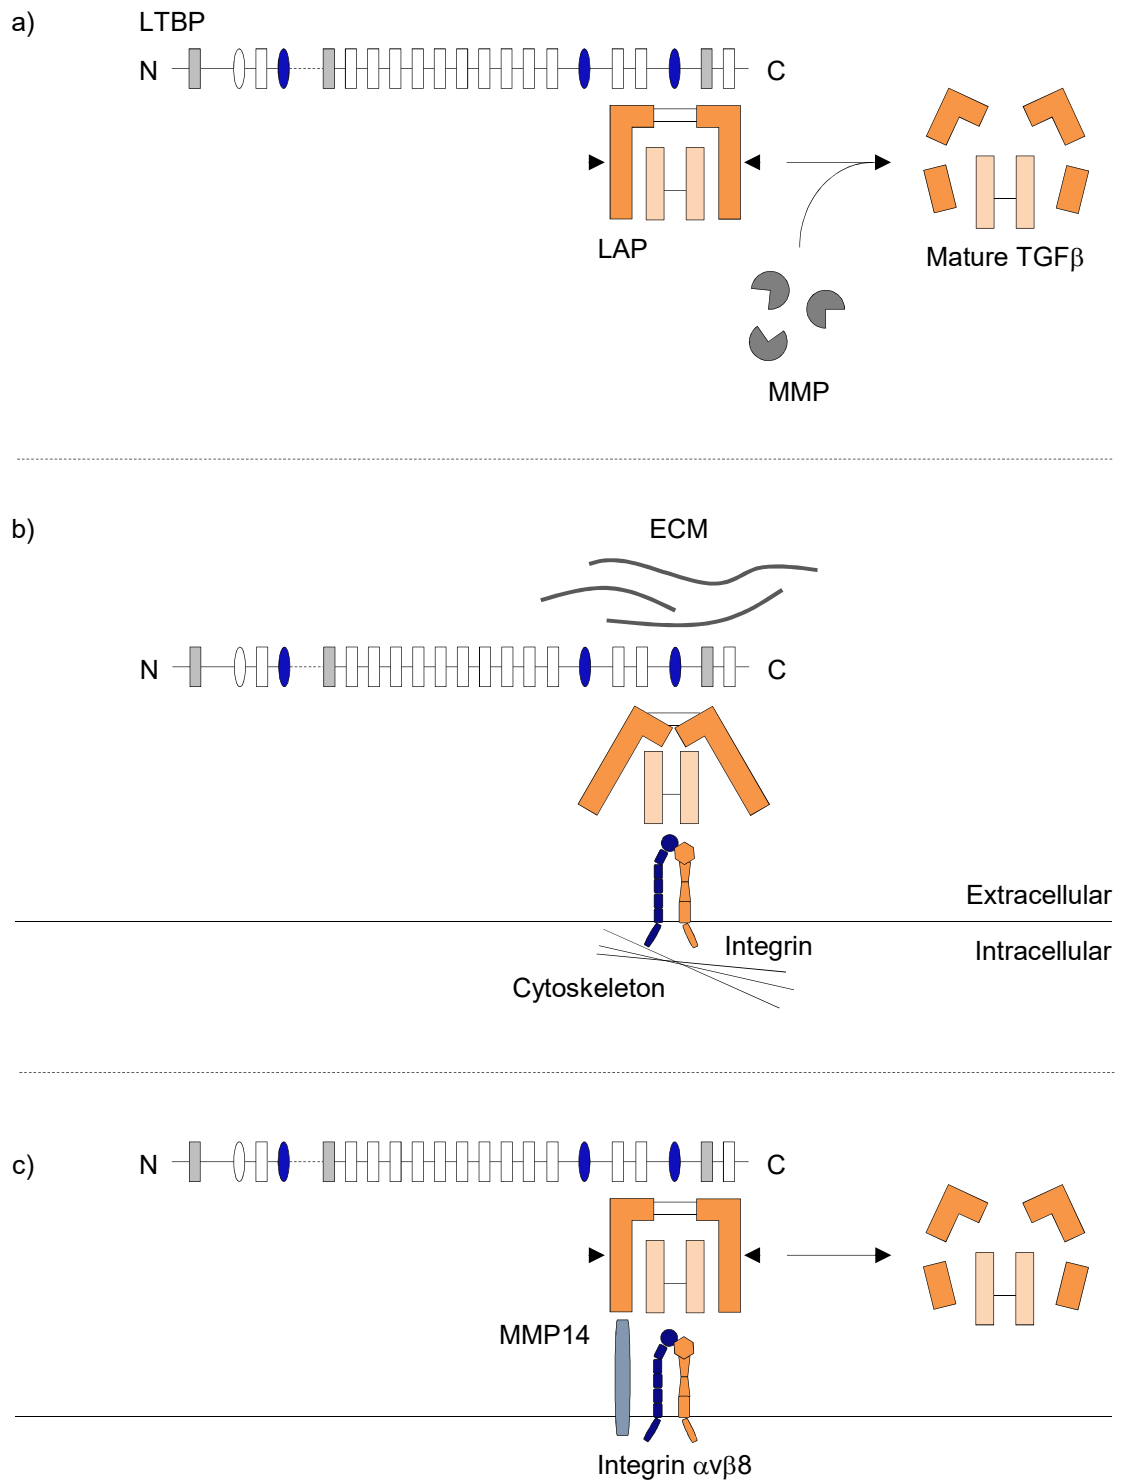 a)
LTBP
N
C
LAP
Mature TGFβ
MMP
b)
ECM
N
C
Extracellular
Integrin
Intracellular
Cytoskeleton
c)
N
C
MMP14
Integrin αvβ8